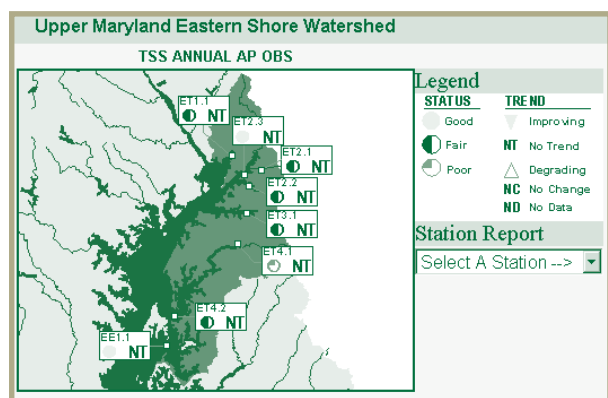 Upper Maryland Eastern Shore Watershed
TSS ANNUAL AP OBS
ET1.1
NT
ET2.3
NT
ET2.1
NT
ET2.2
NT
ET3.1
NT
ET4.1
NT
ET4.2
NT
EE1.1
NT
Legend
STATUS TREND
Good Improving
Fair NT No Trend
Poor Degrading
NC No Change
ND No Data
Station Report
Select A Station -->